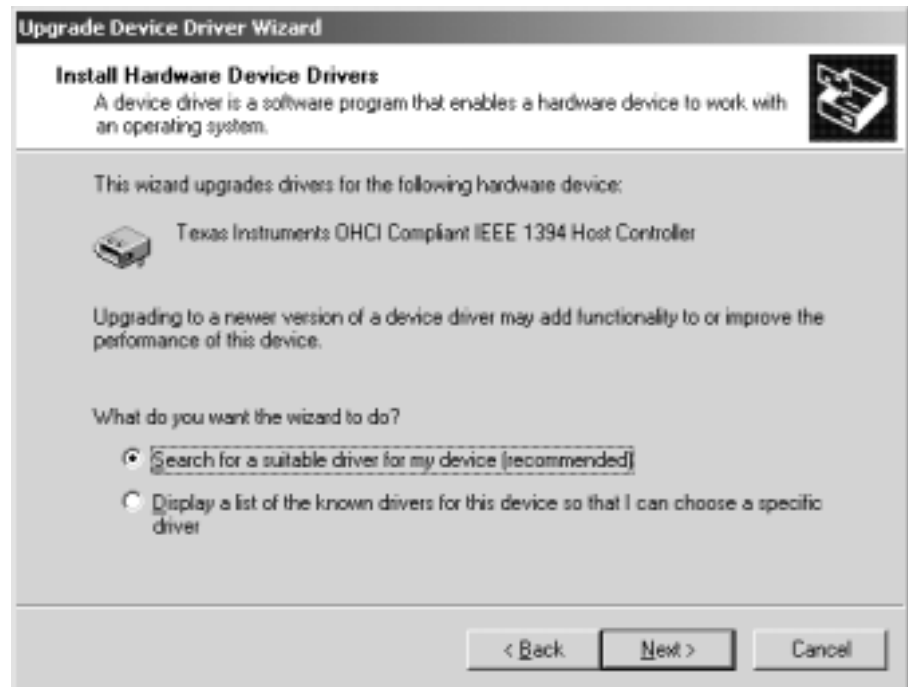 Upgrade Device Driver Wizard
Install Hardware Device Drivers
A device driver is a software program that enables a hardware device to work with
an operating system.
This wizard upgrades drivers for the following hardware device:
Texas Instruments OHCI Compliant IEEE 1394 Host Controller
Upgrading to a newer version of a device driver may add functionality to or improve the
performance of this device.
What do you want the wizard to do?
Search for a suitable driver for my device (recommended)
Display a list of the known drivers for this device so that I can choose a specific
driver
< Back Next > Cancel